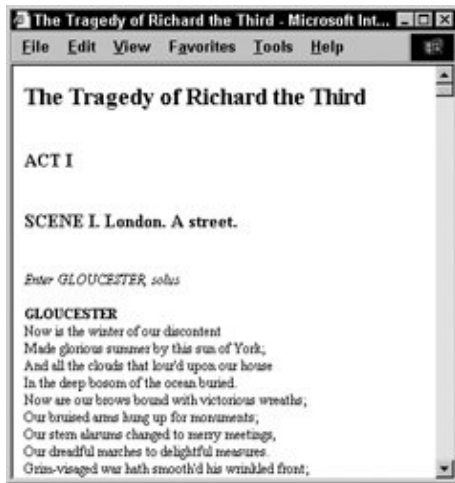 The Tragedy of Richard the Third - Microsoft Int...
File Edit View Favorites Tools Help
The Tragedy of Richard the Third
ACT I
SCENE I. London. A street.
Enter GLOUCESTER, solus
GLOUCESTER
Now is the winter of our discontent
Made glorious summer by this sun of York;
And all the clouds that lour'd upon our house
In the deep bosom of the ocean buried.
Now are our brows bound with victorious wreaths;
Our bruised arms hung up for monuments;
Our stern alarums changed to merry meetings,
Our dreadful marches to delightful measures.
Grim-visaged war hath smooth'd his wrinkled front;